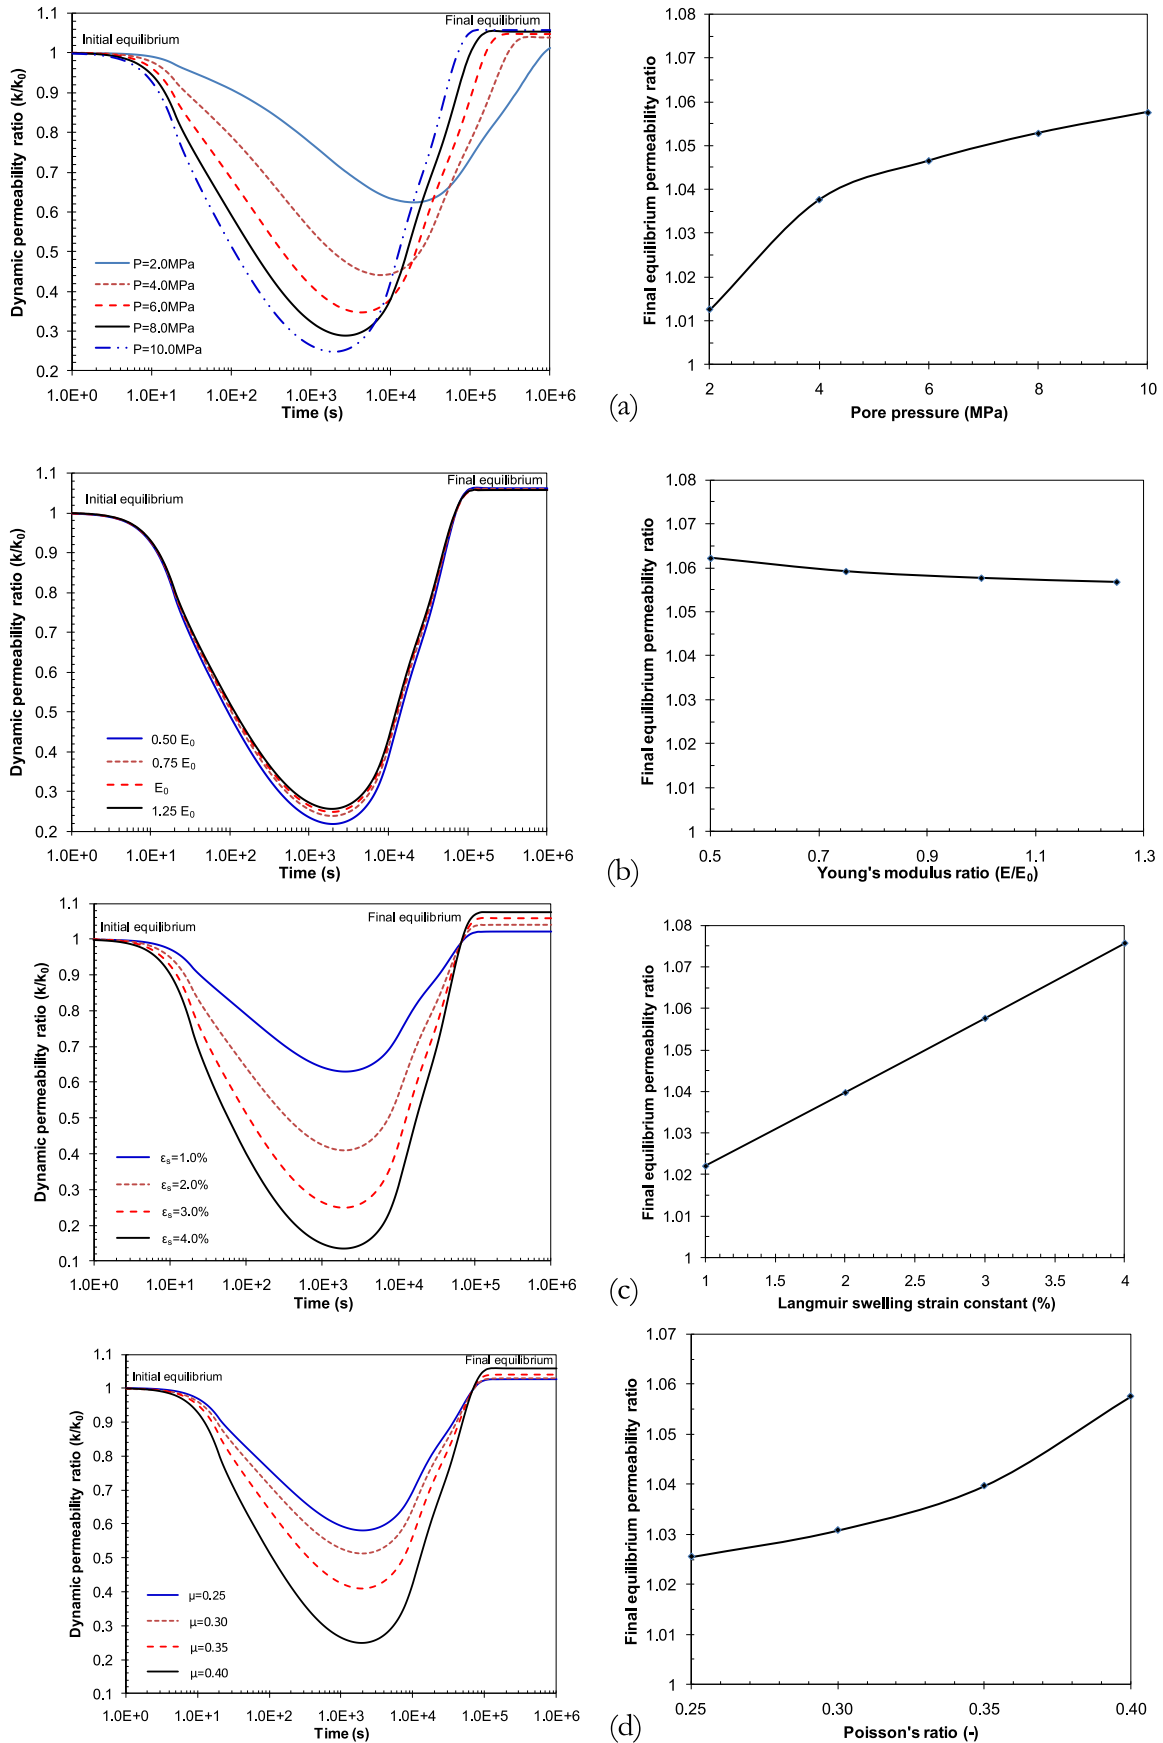 Dynamic permeability ratio (k/k0)
1.1
1
0.9
0.8
0.7
0.6
0.5
0.4
0.3
0.2
Initial equilibrium
Final equilibrium
P=2.0MPa
P=4.0MPa
P=6.0MPa
P=8.0MPa
P=10.0MPa
1.0E+0 1.0E+1 1.0E+2 1.0E+3 1.0E+4 1.0E+5 1.0E+6
Time (s)
(a)
Final equilibrium permeability ratio
1.08
1.07
1.06
1.05
1.04
1.03
1.02
1.01
1
2 4 6 8 10
Pore pressure (MPa)
Dynamic permeability ratio (k/k0)
1.1
1
0.9
0.8
0.7
0.6
0.5
0.4
0.3
0.2
Initial equilibrium
Final equilibrium
0.50 E0
0.75 E0
E0
1.25 E0
1.0E+0 1.0E+1 1.0E+2 1.0E+3 1.0E+4 1.0E+5 1.0E+6
Time (s)
(b)
Final equilibrium permeability ratio
1.08
1.07
1.06
1.05
1.04
1.03
1.02
1.01
1
0.5 0.7 0.9 1.1 1.3
Young's modulus ratio (E/E0)
Dynamic permeability ratio (k/k0)
1.1
1
0.9
0.8
0.7
0.6
0.5
0.4
0.3
0.2
0.1
Initial equilibrium
Final equilibrium
εs=1.0%
εs=2.0%
εs=3.0%
εs=4.0%
1.0E+0 1.0E+1 1.0E+2 1.0E+3 1.0E+4 1.0E+5 1.0E+6
Time (s)
(c)
Final equilibrium permeability ratio
1.08
1.07
1.06
1.05
1.04
1.03
1.02
1.01
1
1 1.5 2 2.5 3 3.5 4
Langmuir swelling strain constant (%)
Dynamic permeability ratio (k/k0)
1.1
1
0.9
0.8
0.7
0.6
0.5
0.4
0.3
0.2
0.1
Initial equilibrium
Final equilibrium
μ=0.25
μ=0.30
μ=0.35
μ=0.40
1.0E+0 1.0E+1 1.0E+2 1.0E+3 1.0E+4 1.0E+5 1.0E+6
Time (s)
(d)
Final equilibrium permeability ratio
1.07
1.06
1.05
1.04
1.03
1.02
1.01
1
0.25 0.30 0.35 0.40
Poisson's ratio (-)